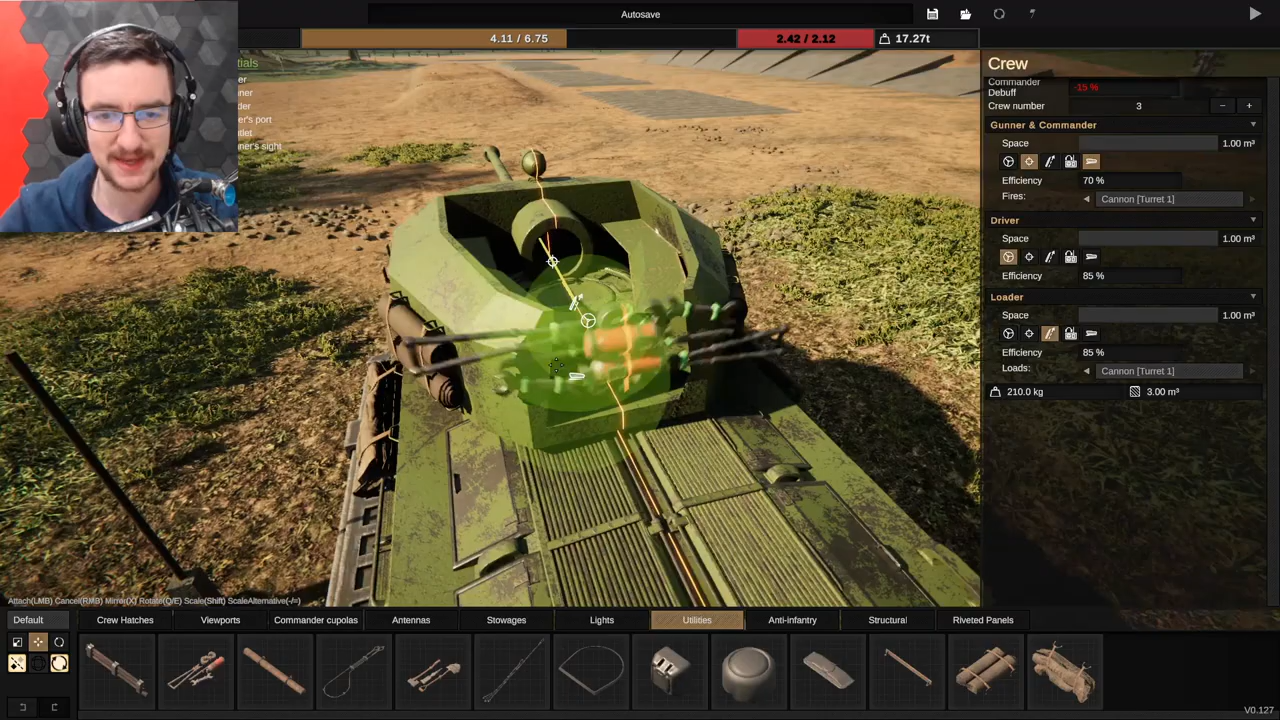 Autosave
4.11 / 6.75
2.42 / 2.12
17.27t
Crew
Commander
Debuff
-15 %
Crew number
3
−
+
Gunner & Commander
Space
1.00 m³
Efficiency
70 %
Fires:
Cannon [Turret 1]
Driver
Space
1.00 m³
Efficiency
85 %
Loader
Space
1.00 m³
Efficiency
85 %
Loads:
Cannon [Turret 1]
210.0 kg
3.00 m³
tials
er
ner
der
er's port
utlet
ner's sight
Attach(LMB) Cancel(RMB) Mirror(X) Rotate(Q/E) Scale(Shift) ScaleAlternative(-/=)
Default
Crew Hatches
Viewports
Commander cupolas
Antennas
Stowages
Lights
Utilities
Anti-infantry
Structural
Riveted Panels
V0.127